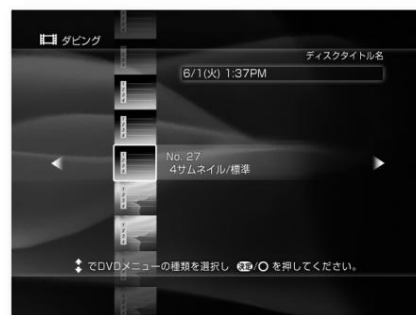 ダビング
ディスクタイトル名
6/1(火) 1:37PM
No. 27
4サムネイル/標準
でDVDメニューの種類を選択し 決定/○ を押してください。